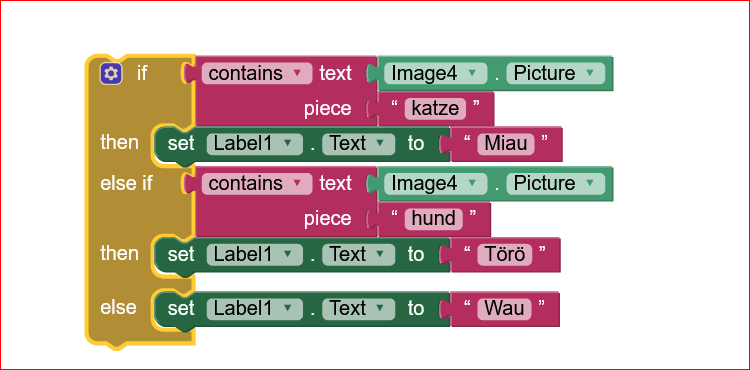 if contains text Image4 . Picture
piece “ katze ”
then set Label1 . Text to “ Miau ”
else if contains text Image4 . Picture
piece “ hund ”
then set Label1 . Text to “ Törö ”
else set Label1 . Text to “ Wau ”